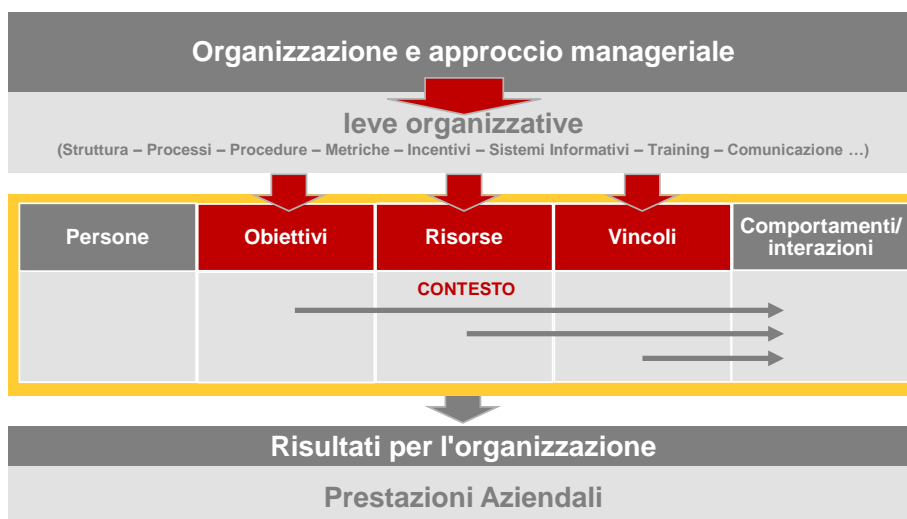 Organizzazione e approccio manageriale
leve organizzative
(Struttura – Processi – Procedure – Metriche – Incentivi – Sistemi Informativi – Training – Comunicazione …)
Persone
Obiettivi
Risorse
Vincoli
Comportamenti/
interazioni
CONTESTO
Risultati per l'organizzazione
Prestazioni Aziendali